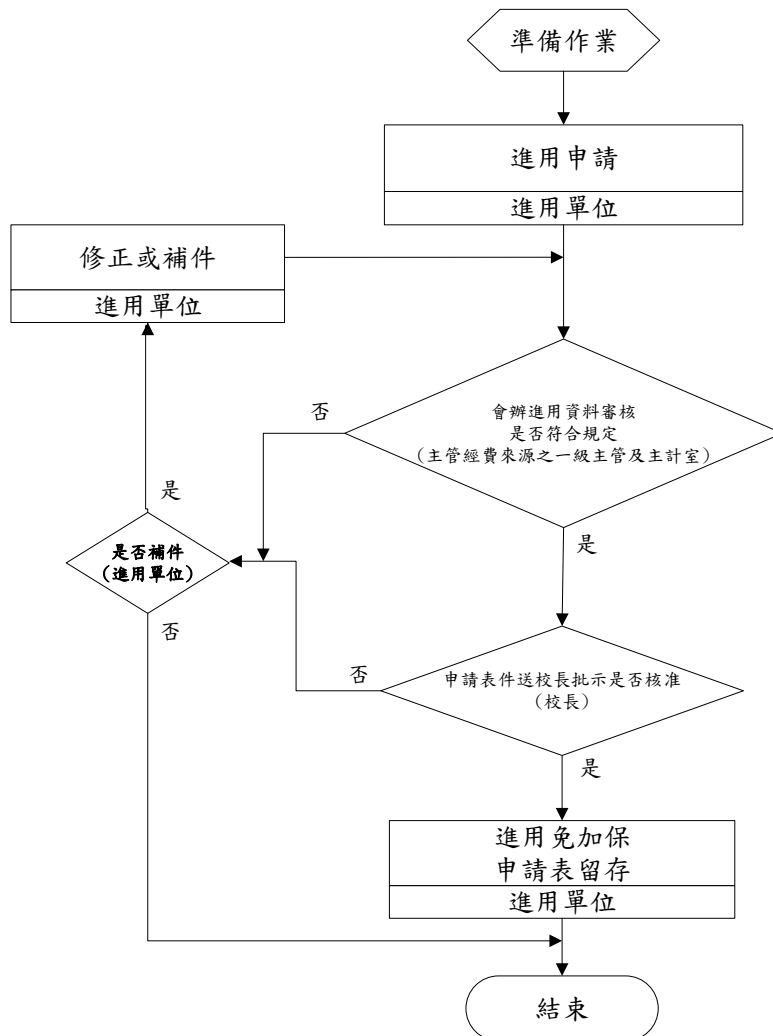 準備作業
進用申請
進用單位
修正或補件
進用單位
否
會辦進用資料審核
是否符合規定
（主管經費來源之一級主管及主計室）
是
是
是否補件
（進用單位）
否
否
申請表件送校長批示是否核准
（校長）
是
進用免加保
申請表留存
進用單位
結束